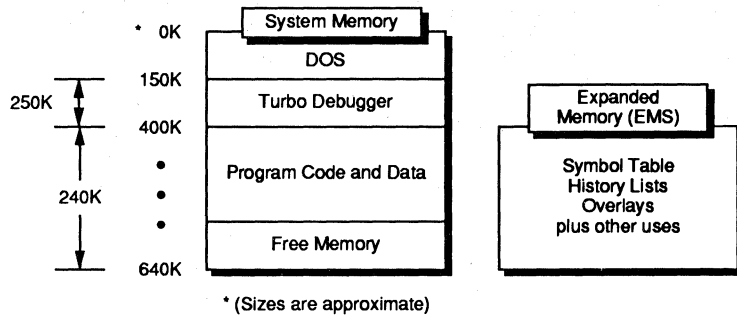 System Memory
* 0K
DOS
150K
250K
Turbo Debugger
400K
Program Code and Data
240K
Free Memory
640K
* (Sizes are approximate)
Expanded
Memory (EMS)
Symbol Table
History Lists
Overlays
plus other uses